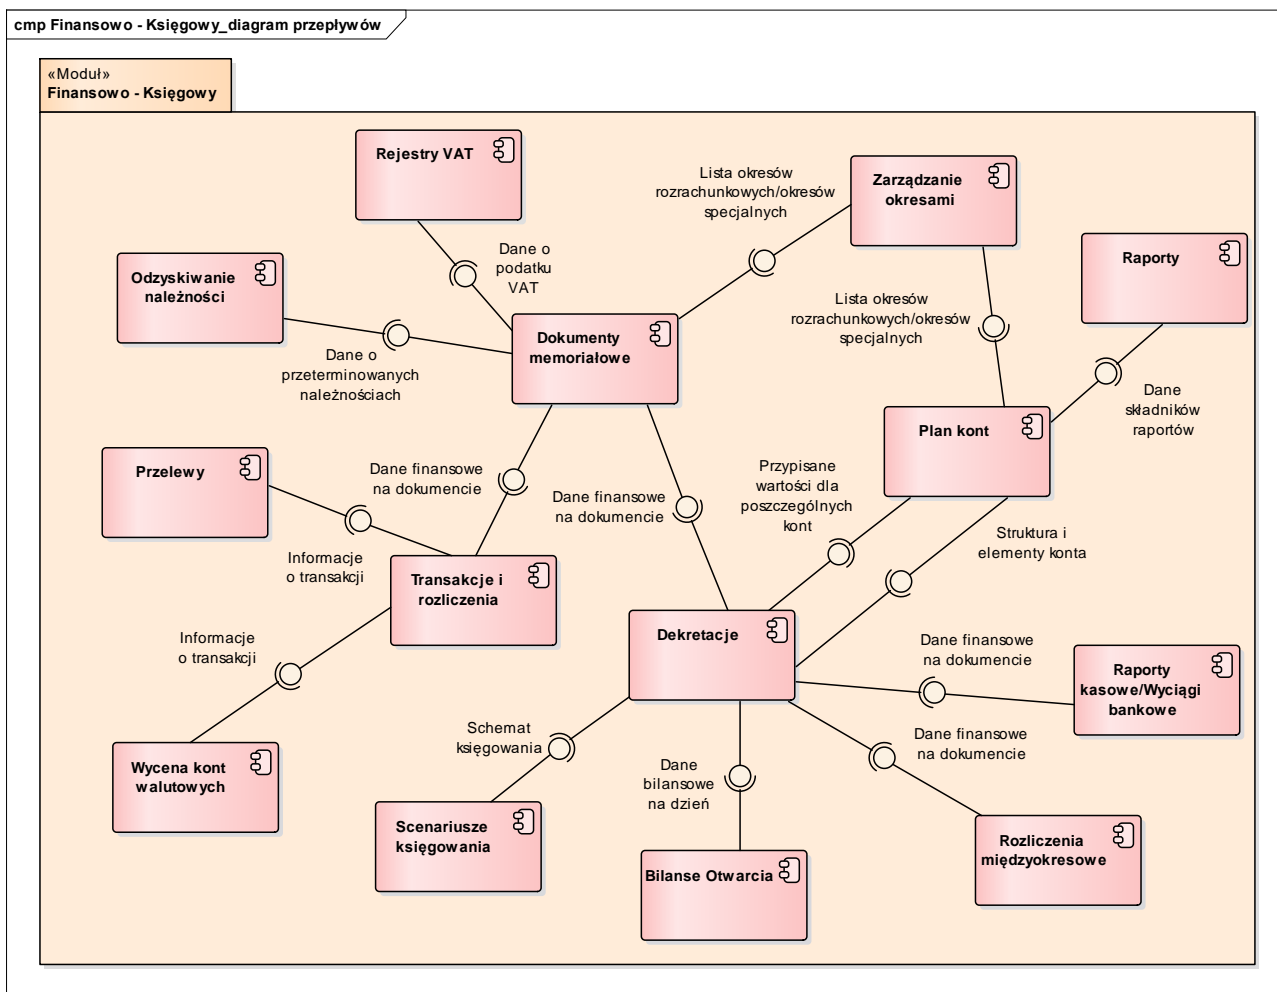 cmp Finansowo - Księgowy_diagram przepływów
«Moduł»
Finansowo - Księgowy
Rejestry VAT
Lista okresów
rozrachunkowych/okresów
specjalnych
Zarządzanie
okresami
Dane o
podatku
VAT
Raporty
Odzyskiwanie
należności
Lista okresów
rozrachunkowych/okresów
specjalnych
Dokumenty
memoriałowe
Dane o
przeterminowanych
należnościach
Dane
składników
raportów
Plan kont
Przelewy
Dane finansowe
na dokumencie
Dane finansowe
na dokumencie
Przypisane
wartości dla
poszczególnych
kont
Struktura i
elementy konta
Informacje
o transakcji
Transakcje i
rozliczenia
Informacje
o transakcji
Dekretacje
Dane finansowe
na dokumencie
Raporty
kasowe/Wyciągi
bankowe
Schemat
księgowania
Dane finansowe
na dokumencie
Wycena kont
walutowych
Dane
bilansowe
na dzień
Scenariusze
księgowania
Rozliczenia
międzyokresowe
Bilanse Otwarcia